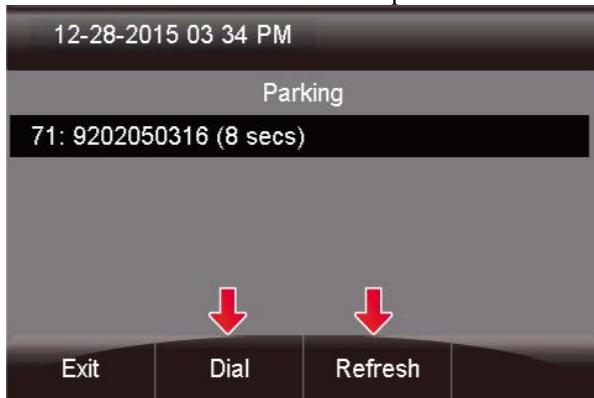 12-28-2015 03 34 PM
Parking
71: 9202050316 (8 secs)
Exit Dial Refresh